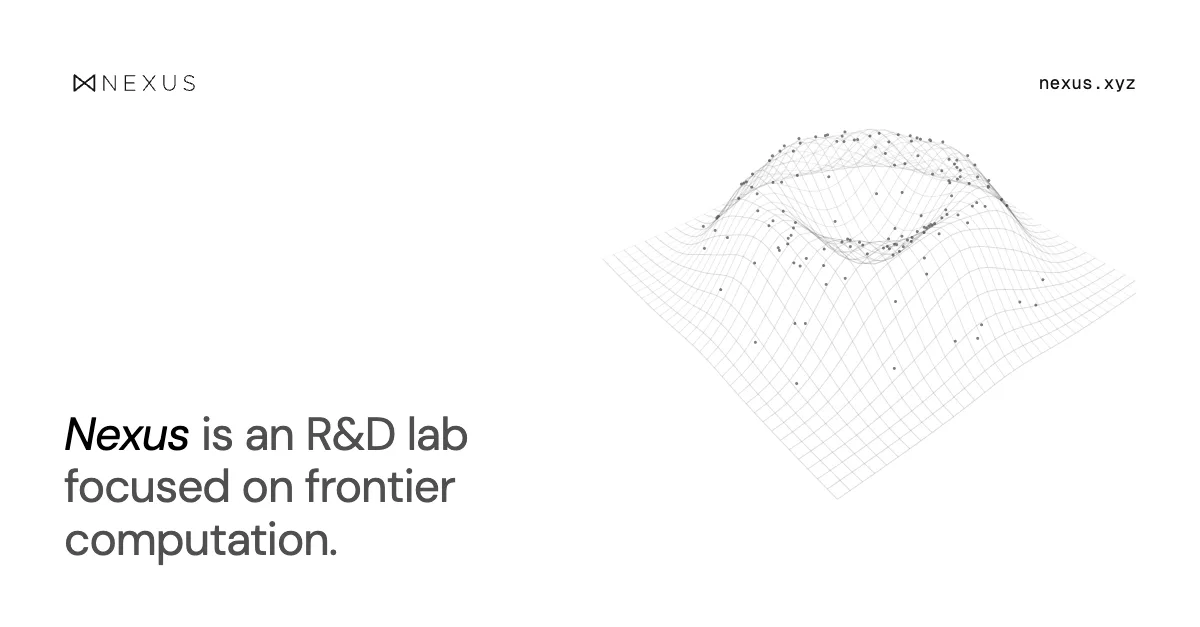 NEXUS
nexus.xyz
Nexus is an R&D lab
focused on frontier
computation.